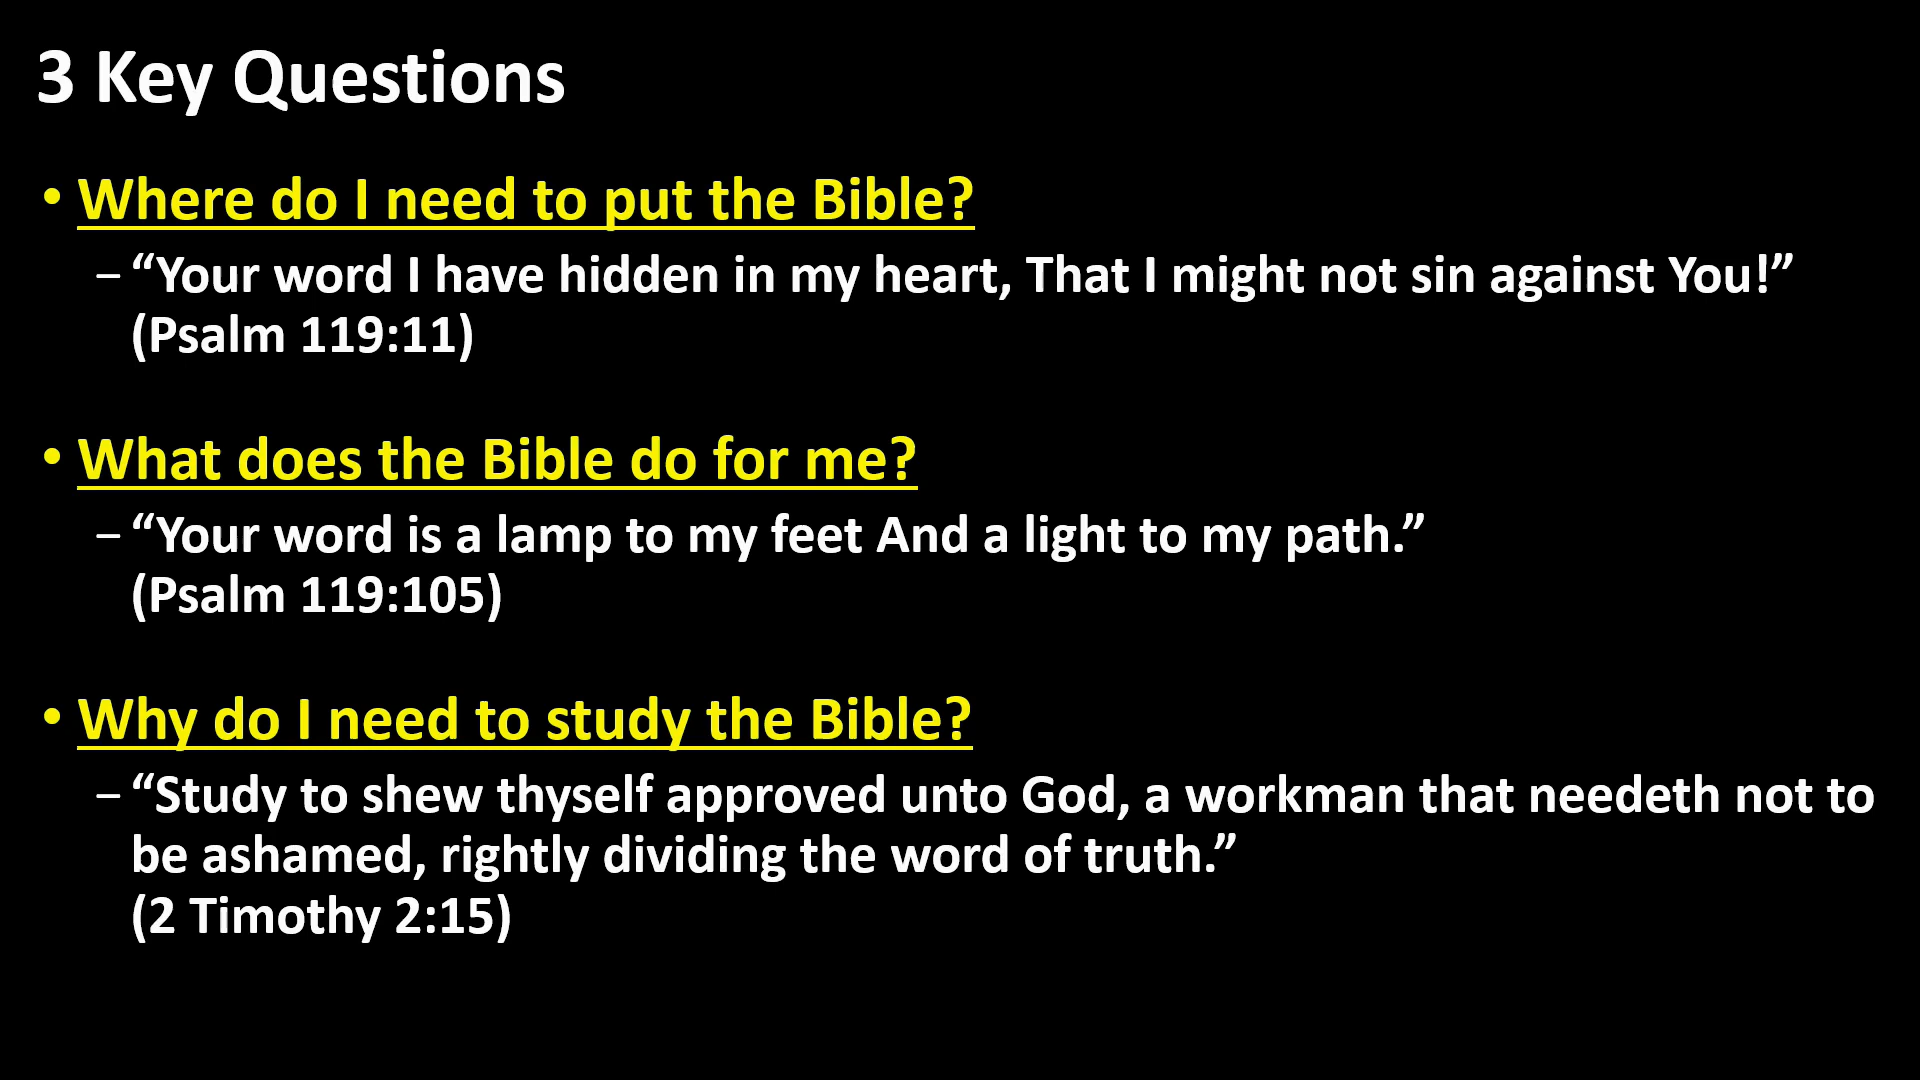 3 Key Questions
• Where do I need to put the Bible?
– “Your word I have hidden in my heart, That I might not sin against You!”
(Psalm 119:11)
• What does the Bible do for me?
– “Your word is a lamp to my feet And a light to my path.”
(Psalm 119:105)
• Why do I need to study the Bible?
– “Study to shew thyself approved unto God, a workman that needeth not to
be ashamed, rightly dividing the word of truth.”
(2 Timothy 2:15)